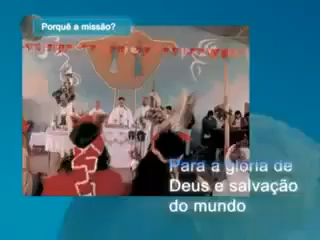 Porquê a missão?
Para a glória de
Deus e salvação
do mundo